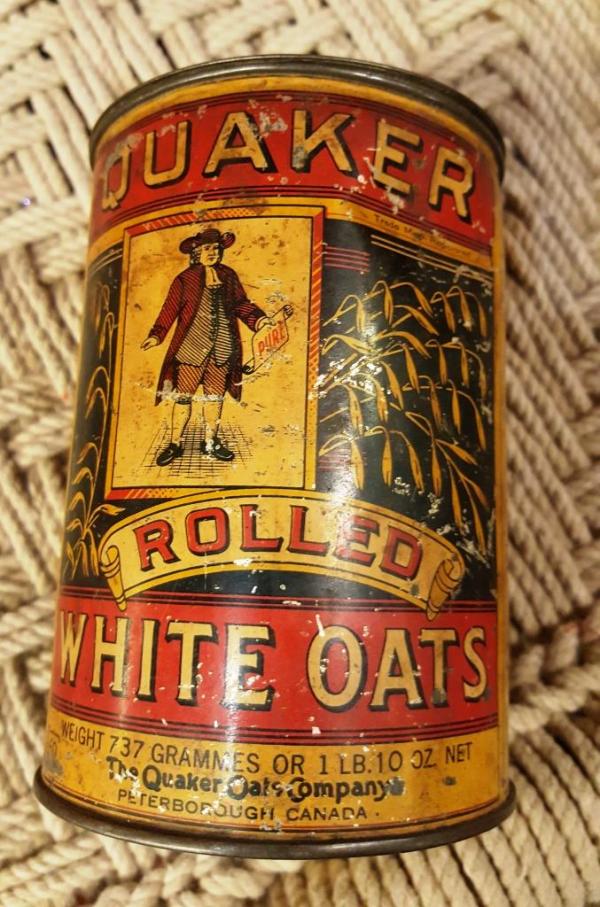 QUAKER
Trade Mark Registered
PURE
ROLLED
WHITE OATS
WEIGHT 737 GRAMMES OR 1 LB. 10 OZ. NET
The Quaker Oats Company
PETERBOROUGH CANADA.